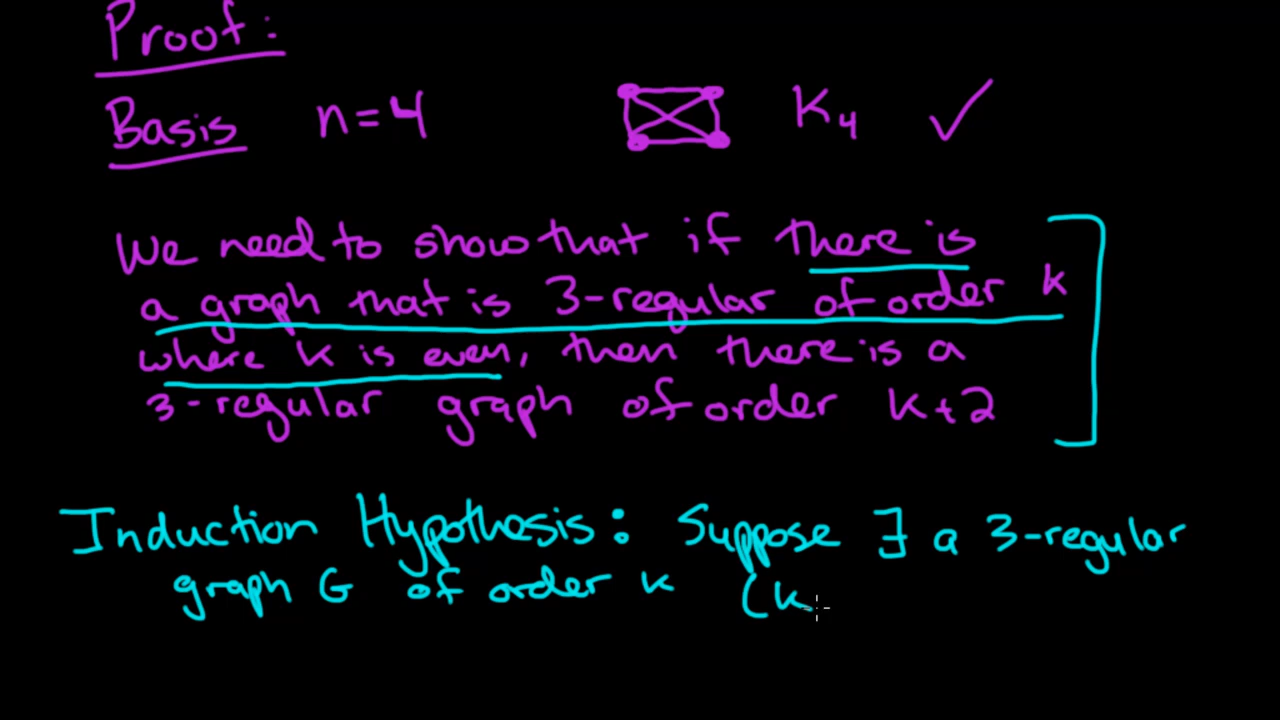 Proof:
Basis n=4 K₄ ✓
We need to show that if there is
a graph that is 3-regular of order k
where k is even, then there is a
3-regular graph of order k+2
Induction Hypothesis: Suppose ∃ a 3-regular
graph G of order k (k